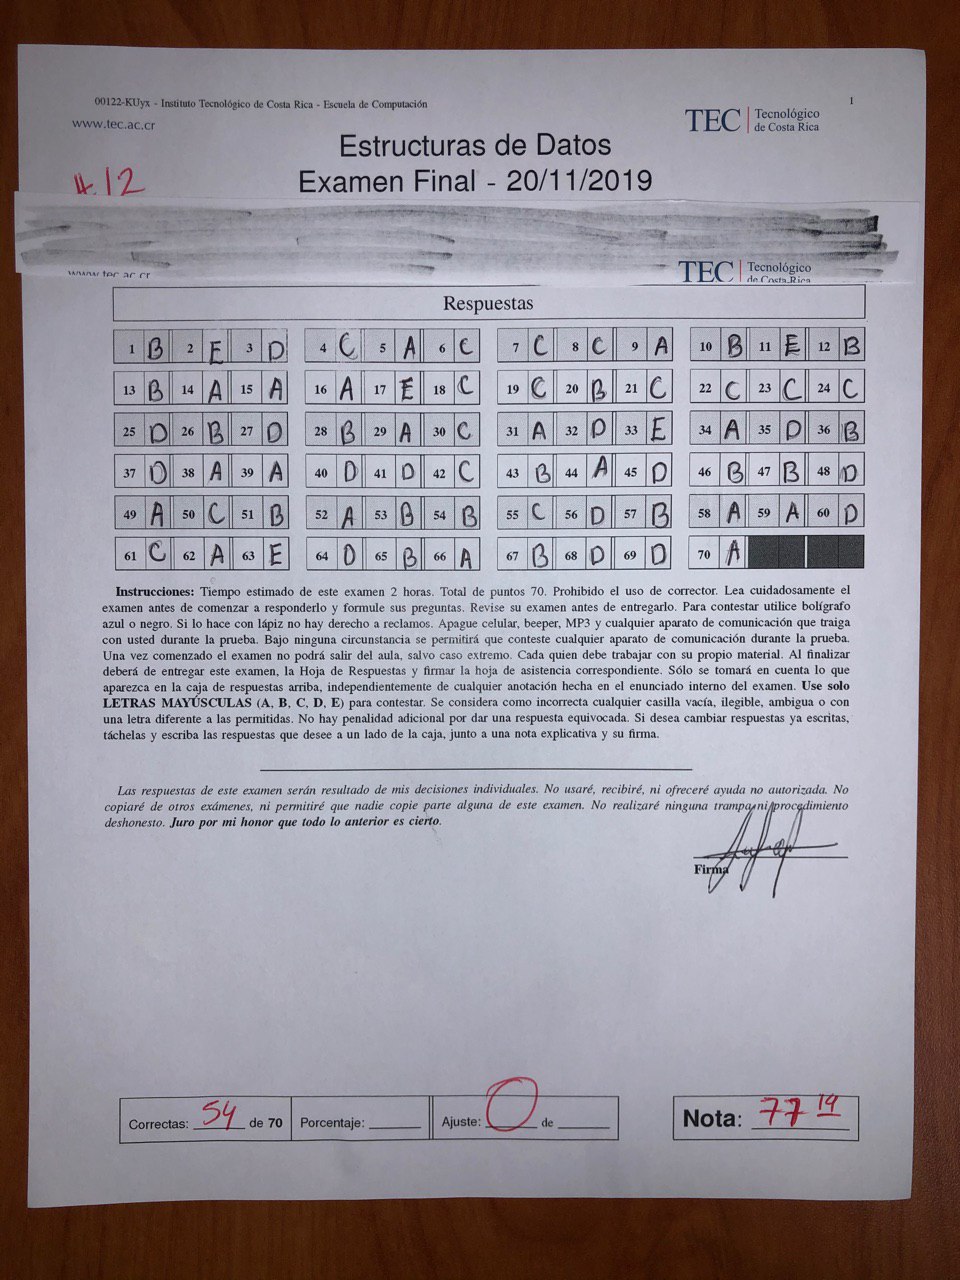 00122-KUyx - Instituto Tecnológico de Costa Rica - Escuela de Computación
1
www.tec.ac.cr
TEC | Tecnológico de Costa Rica
Estructuras de Datos
Examen Final - 20/11/2019
4.12
www.tec.ac.cr
TEC | Tecnológico de Costa Rica
Respuestas
1 B 2 E 3 D 4 C 5 A 6 C 7 C 8 C 9 A 10 B 11 E 12 B
13 B 14 A 15 A 16 A 17 E 18 C 19 C 20 B 21 C 22 C 23 C 24 C
25 D 26 B 27 D 28 B 29 A 30 C 31 A 32 D 33 E 34 A 35 D 36 B
37 D 38 A 39 A 40 D 41 D 42 C 43 B 44 A 45 D 46 B 47 B 48 D
49 A 50 C 51 B 52 A 53 B 54 B 55 C 56 D 57 B 58 A 59 A 60 D
61 C 62 A 63 E 64 D 65 B 66 A 67 B 68 D 69 D 70 A
Instrucciones: Tiempo estimado de este examen 2 horas. Total de puntos 70. Prohibido el uso de corrector. Lea cuidadosamente el
examen antes de comenzar a responderlo y formule sus preguntas. Revise su examen antes de entregarlo. Para contestar utilice bolígrafo
azul o negro. Si lo hace con lápiz no hay derecho a reclamos. Apague celular, beeper, MP3 y cualquier aparato de comunicación que traiga
con usted durante la prueba. Bajo ninguna circunstancia se permitirá que conteste cualquier aparato de comunicación durante la prueba.
Una vez comenzado el examen no podrá salir del aula, salvo caso extremo. Cada quien debe trabajar con su propio material. Al finalizar
deberá de entregar este examen, la Hoja de Respuestas y firmar la hoja de asistencia correspondiente. Sólo se tomará en cuenta lo que
aparezca en la caja de respuestas arriba, independientemente de cualquier anotación hecha en el enunciado interno del examen. Use solo
LETRAS MAYÚSCULAS (A, B, C, D, E) para contestar. Se considera como incorrecta cualquier casilla vacía, ilegible, ambigua o con
una letra diferente a las permitidas. No hay penalidad adicional por dar una respuesta equivocada. Si desea cambiar respuestas ya escritas,
táchelas y escriba las respuestas que desee a un lado de la caja, junto a una nota explicativa y su firma.
Las respuestas de este examen serán resultado de mis decisiones individuales. No usaré, recibiré, ni ofreceré ayuda no autorizada. No
copiaré de otros exámenes, ni permitiré que nadie copie parte alguna de este examen. No realizaré ninguna trampa ni procedimiento
deshonesto. Juro por mi honor que todo lo anterior es cierto.
Firma
Correctas: 54 de 70 Porcentaje: Ajuste: 0 de Nota: 77 14